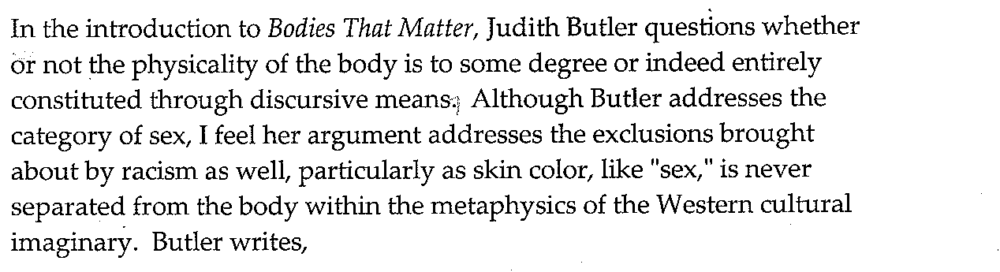 In the introduction to Bodies That Matter, Judith Butler questions whether
or not the physicality of the body is to some degree or indeed entirely
constituted through discursive means. Although Butler addresses the
category of sex, I feel her argument addresses the exclusions brought
about by racism as well, particularly as skin color, like "sex," is never
separated from the body within the metaphysics of the Western cultural
imaginary. Butler writes,